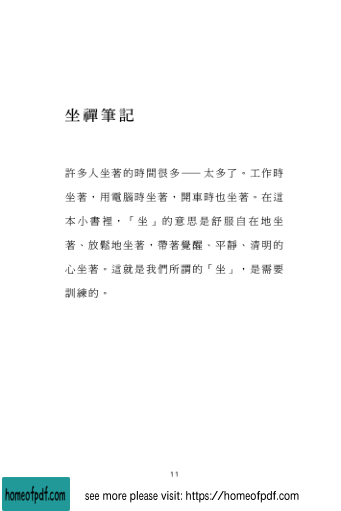 坐禪筆記
許多人坐著的時間很多——太多了。工作時
坐著，用電腦時坐著，開車時也坐著。在這
本小書裡，「坐」的意思是舒服自在地坐
著、放鬆地坐著，帶著覺醒、平靜、清明的
心坐著。這就是我們所謂的「坐」，是需要
訓練的。
11
homeofpdf.com
see more please visit: https://homeofpdf.com